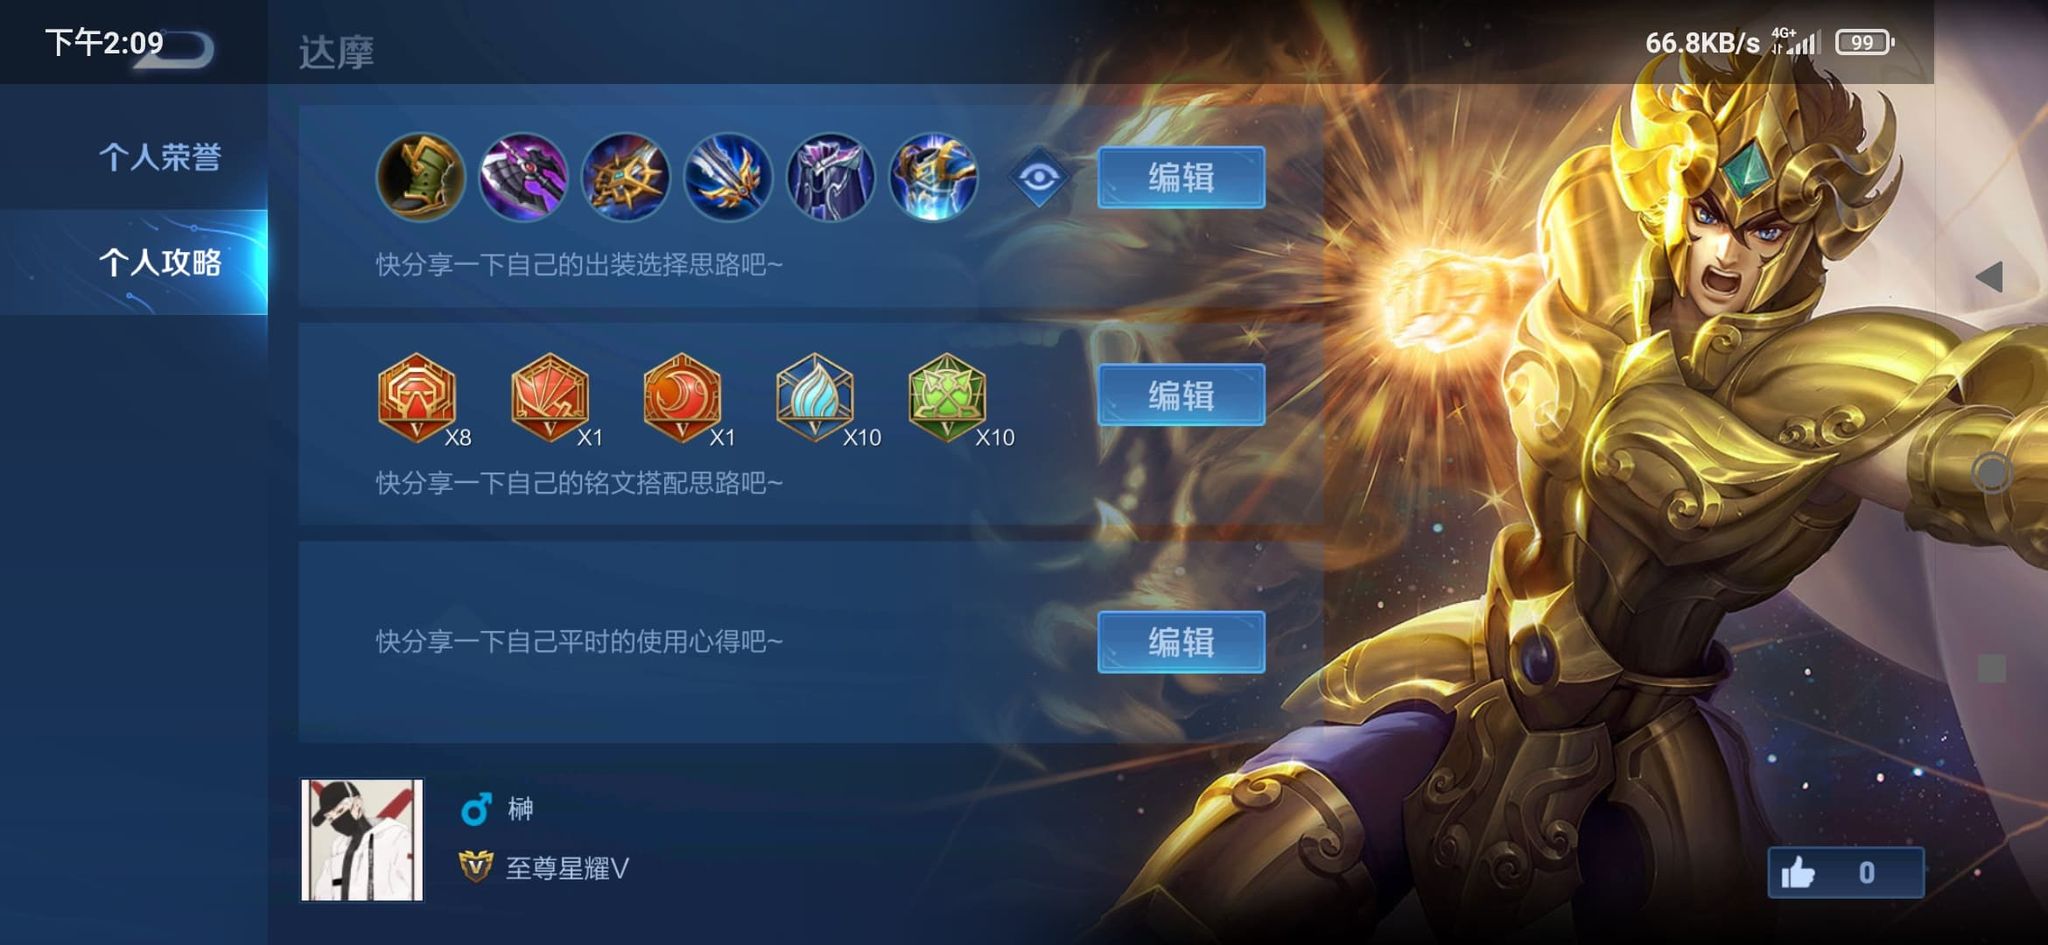 下午2:09
66.8KB/s 4G+ 99
达摩
个人荣誉
个人攻略
编辑
快分享一下自己的出装选择思路吧~
V X8 V X1 V X1 V X10 V X10
编辑
快分享一下自己的铭文搭配思路吧~
快分享一下自己平时的使用心得吧~
编辑
榊
V 至尊星耀V
0